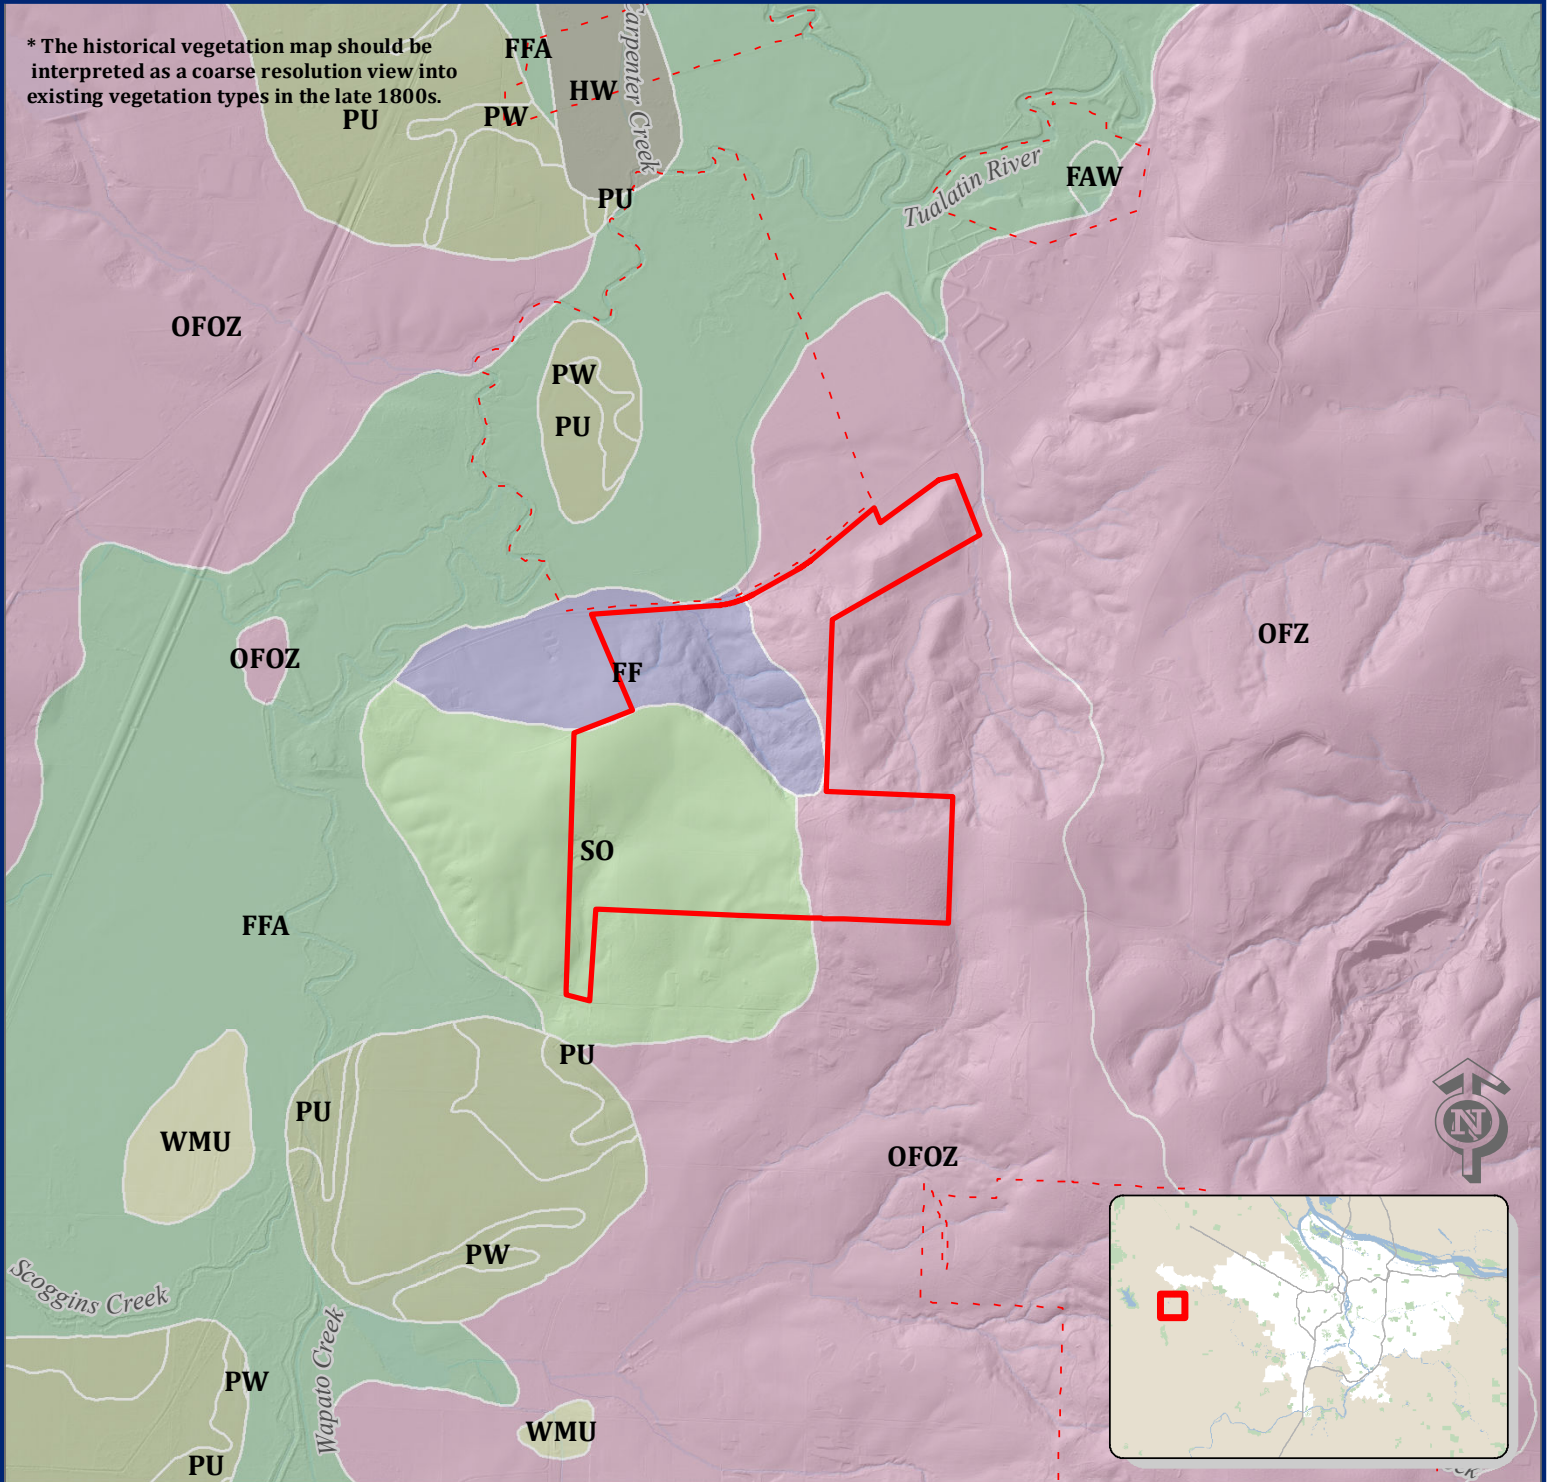 * The historical vegetation map should be
interpreted as a coarse resolution view into
existing vegetation types in the late 1800s.
FFA
HW
Carpenter Creek
PU
PW
PU
Tualatin River
FAW
OFOZ
PW
PU
OFZ
OFOZ
FF
SO
FFA
PU
PU
WMU
OFOZ
N
PW
Scoggins Creek
Wapato Creek
PW
WMU
PU